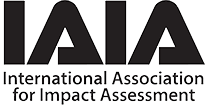 IAIA
International Association
for Impact Assessment